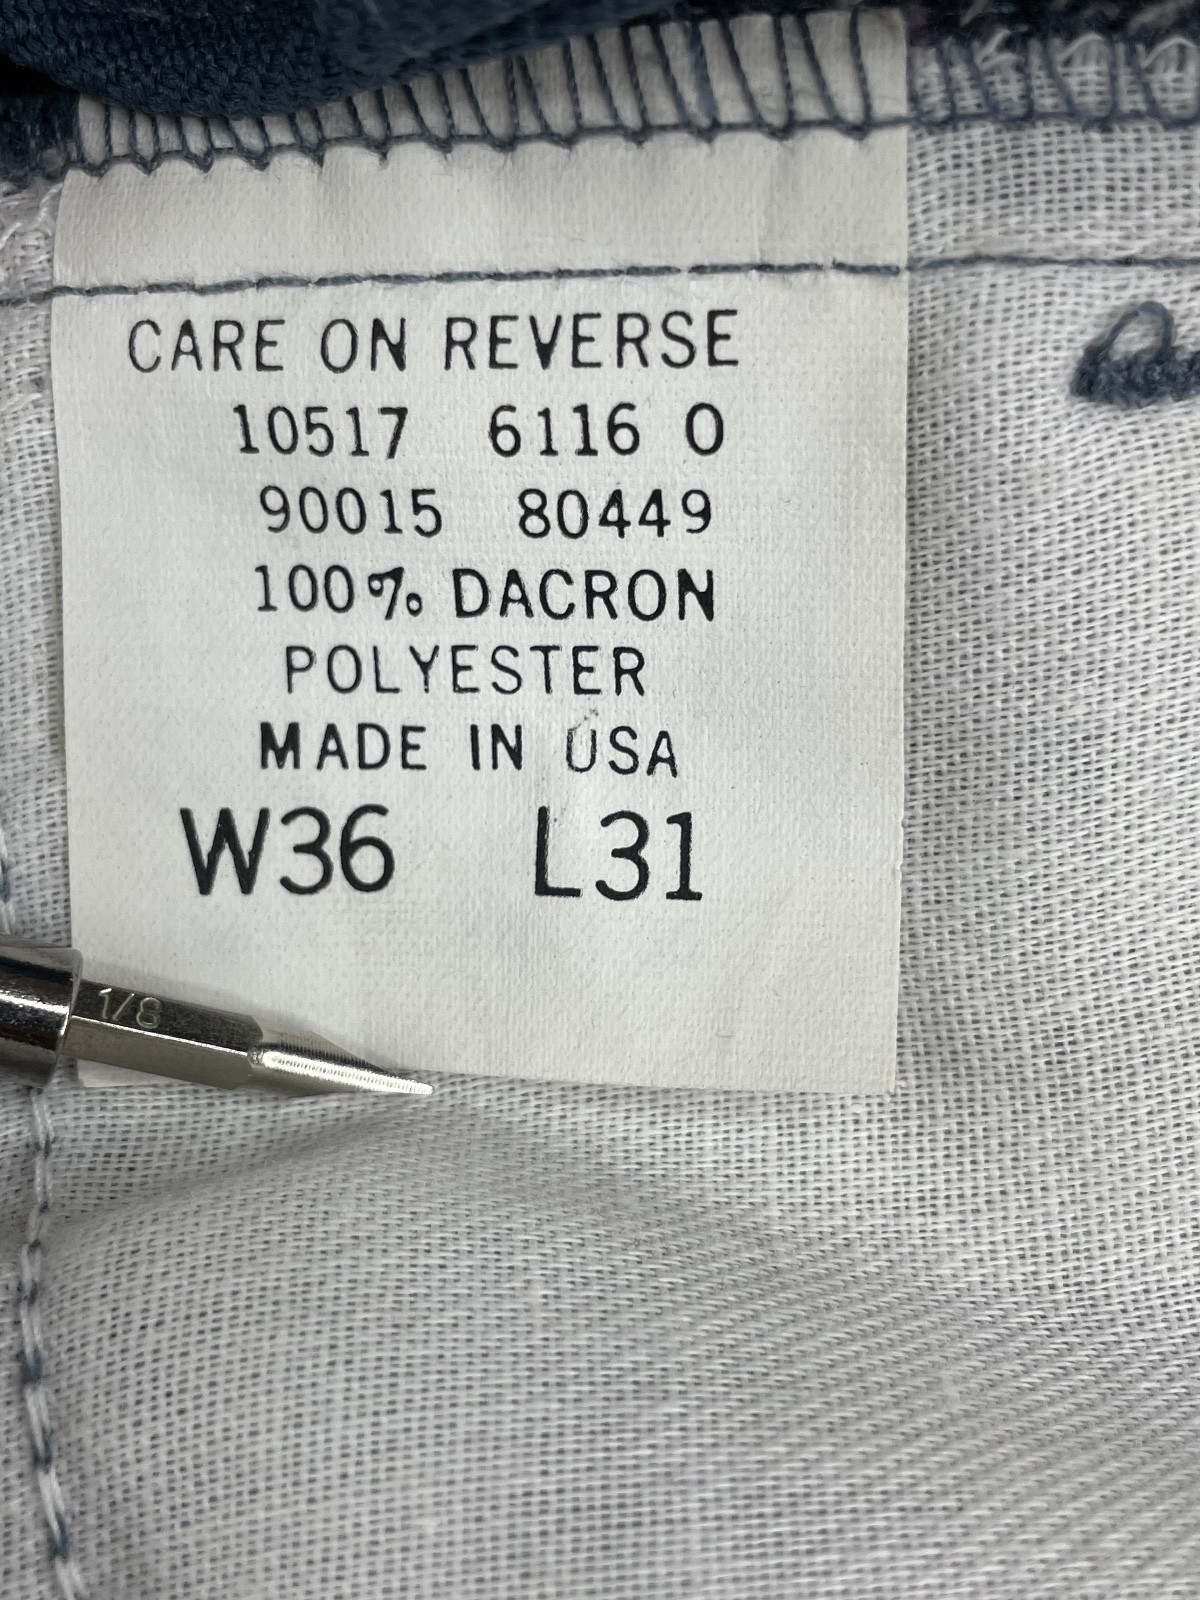 CARE ON REVERSE
10517 6116 0
90015 80449
100% DACRON
POLYESTER
MADE IN USA
W36 L31
1/8